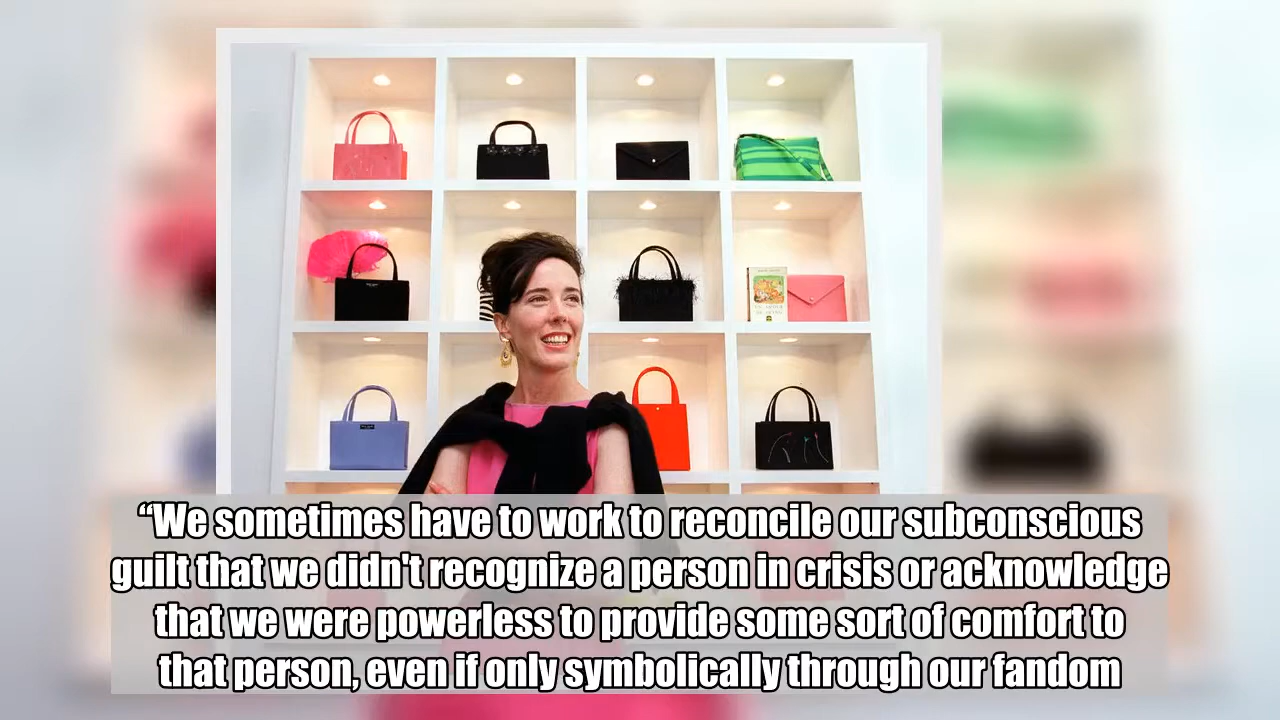 “We sometimes have to work to reconcile our subconscious
guilt that we didn't recognize a person in crisis or acknowledge
that we were powerless to provide some sort of comfort to
that person, even if only symbolically through our fandom